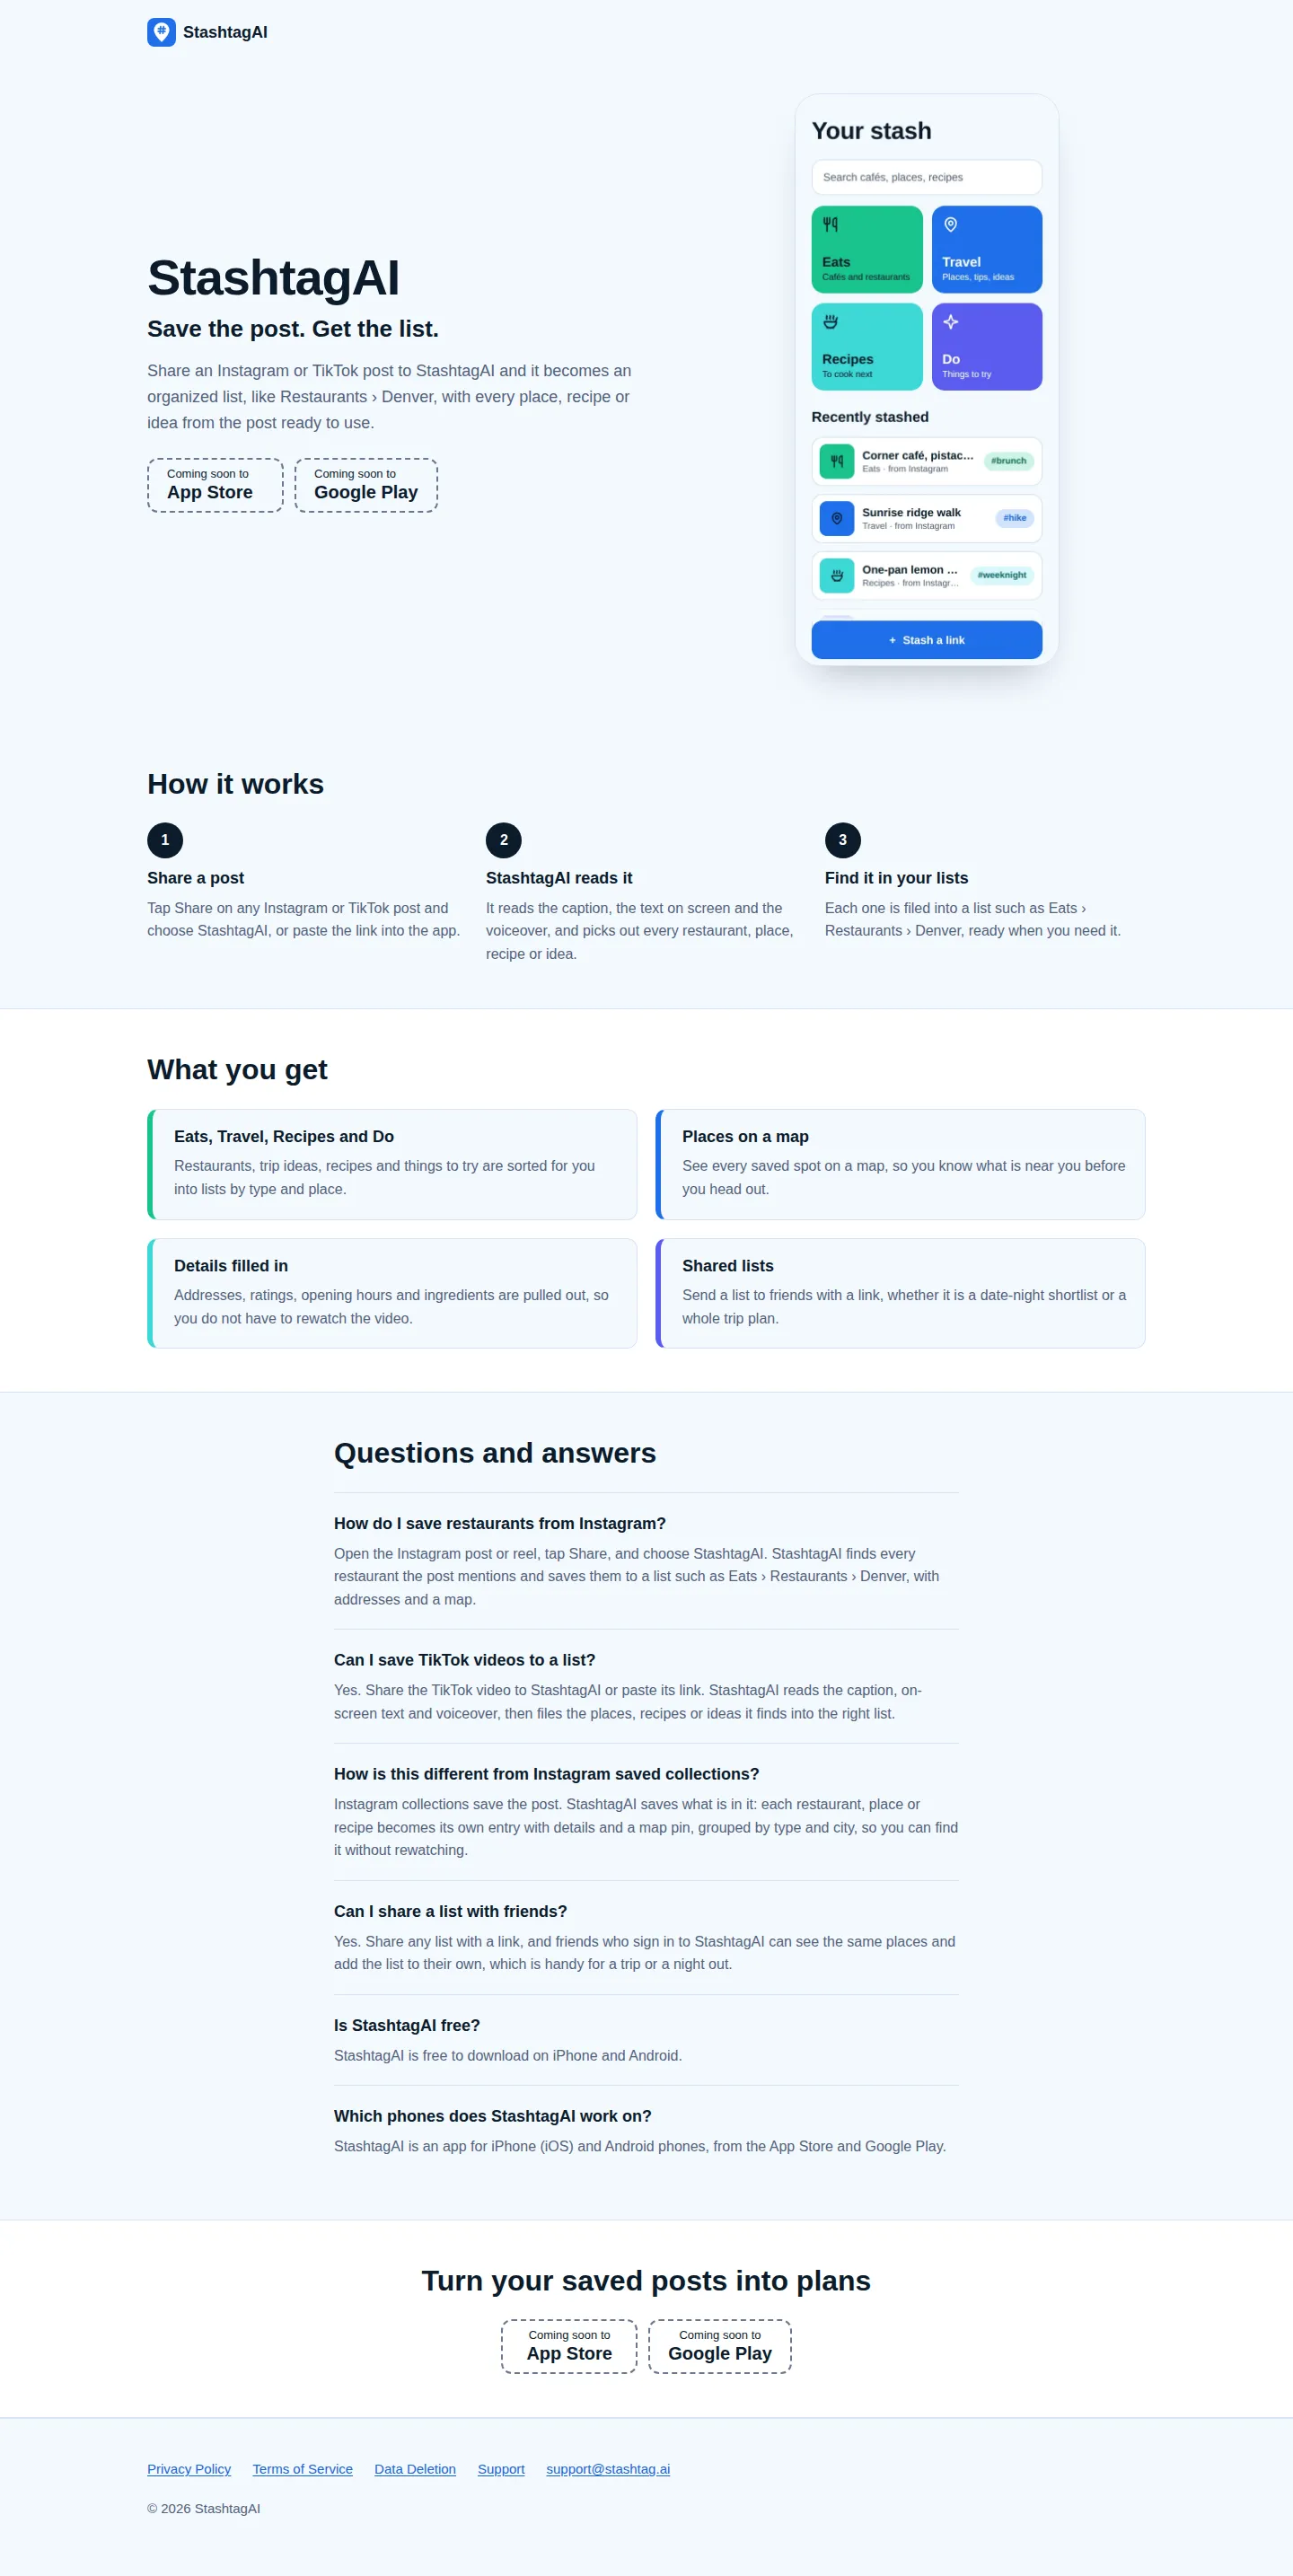 StashtagAI
StashtagAI
Save the post. Get the list.
Share an Instagram or TikTok post to StashtagAI and it becomes an
organized list, like Restaurants › Denver, with every place, recipe or
idea from the post ready to use.
Coming soon to
App Store
Coming soon to
Google Play
Your stash
Search cafés, places, recipes
Eats
Cafés and restaurants
Travel
Places, tips, ideas
Recipes
To cook next
Do
Things to try
Recently stashed
Corner café, pistac...
Eats · from Instagram
#brunch
Sunrise ridge walk
Travel · from Instagram
#hike
One-pan lemon ...
Recipes · from Instagr...
#weeknight
+ Stash a link
How it works
1
Share a post
Tap Share on any Instagram or TikTok post and
choose StashtagAI, or paste the link into the app.
2
StashtagAI reads it
It reads the caption, the text on screen and the
voiceover, and picks out every restaurant, place,
recipe or idea.
3
Find it in your lists
Each one is filed into a list such as Eats ›
Restaurants › Denver, ready when you need it.
What you get
Eats, Travel, Recipes and Do
Restaurants, trip ideas, recipes and things to try are sorted for you
into lists by type and place.
Places on a map
See every saved spot on a map, so you know what is near you before
you head out.
Details filled in
Addresses, ratings, opening hours and ingredients are pulled out, so
you do not have to rewatch the video.
Shared lists
Send a list to friends with a link, whether it is a date-night shortlist or a
whole trip plan.
Questions and answers
How do I save restaurants from Instagram?
Open the Instagram post or reel, tap Share, and choose StashtagAI. StashtagAI finds every
restaurant the post mentions and saves them to a list such as Eats › Restaurants › Denver, with
addresses and a map.
Can I save TikTok videos to a list?
Yes. Share the TikTok video to StashtagAI or paste its link. StashtagAI reads the caption, on-
screen text and voiceover, then files the places, recipes or ideas it finds into the right list.
How is this different from Instagram saved collections?
Instagram collections save the post. StashtagAI saves what is in it: each restaurant, place or
recipe becomes its own entry with details and a map pin, grouped by type and city, so you can find
it without rewatching.
Can I share a list with friends?
Yes. Share any list with a link, and friends who sign in to StashtagAI can see the same places and
add the list to their own, which is handy for a trip or a night out.
Is StashtagAI free?
StashtagAI is free to download on iPhone and Android.
Which phones does StashtagAI work on?
StashtagAI is an app for iPhone (iOS) and Android phones, from the App Store and Google Play.
Turn your saved posts into plans
Coming soon to
App Store
Coming soon to
Google Play
Privacy Policy Terms of Service Data Deletion Support support@stashtag.ai
© 2026 StashtagAI